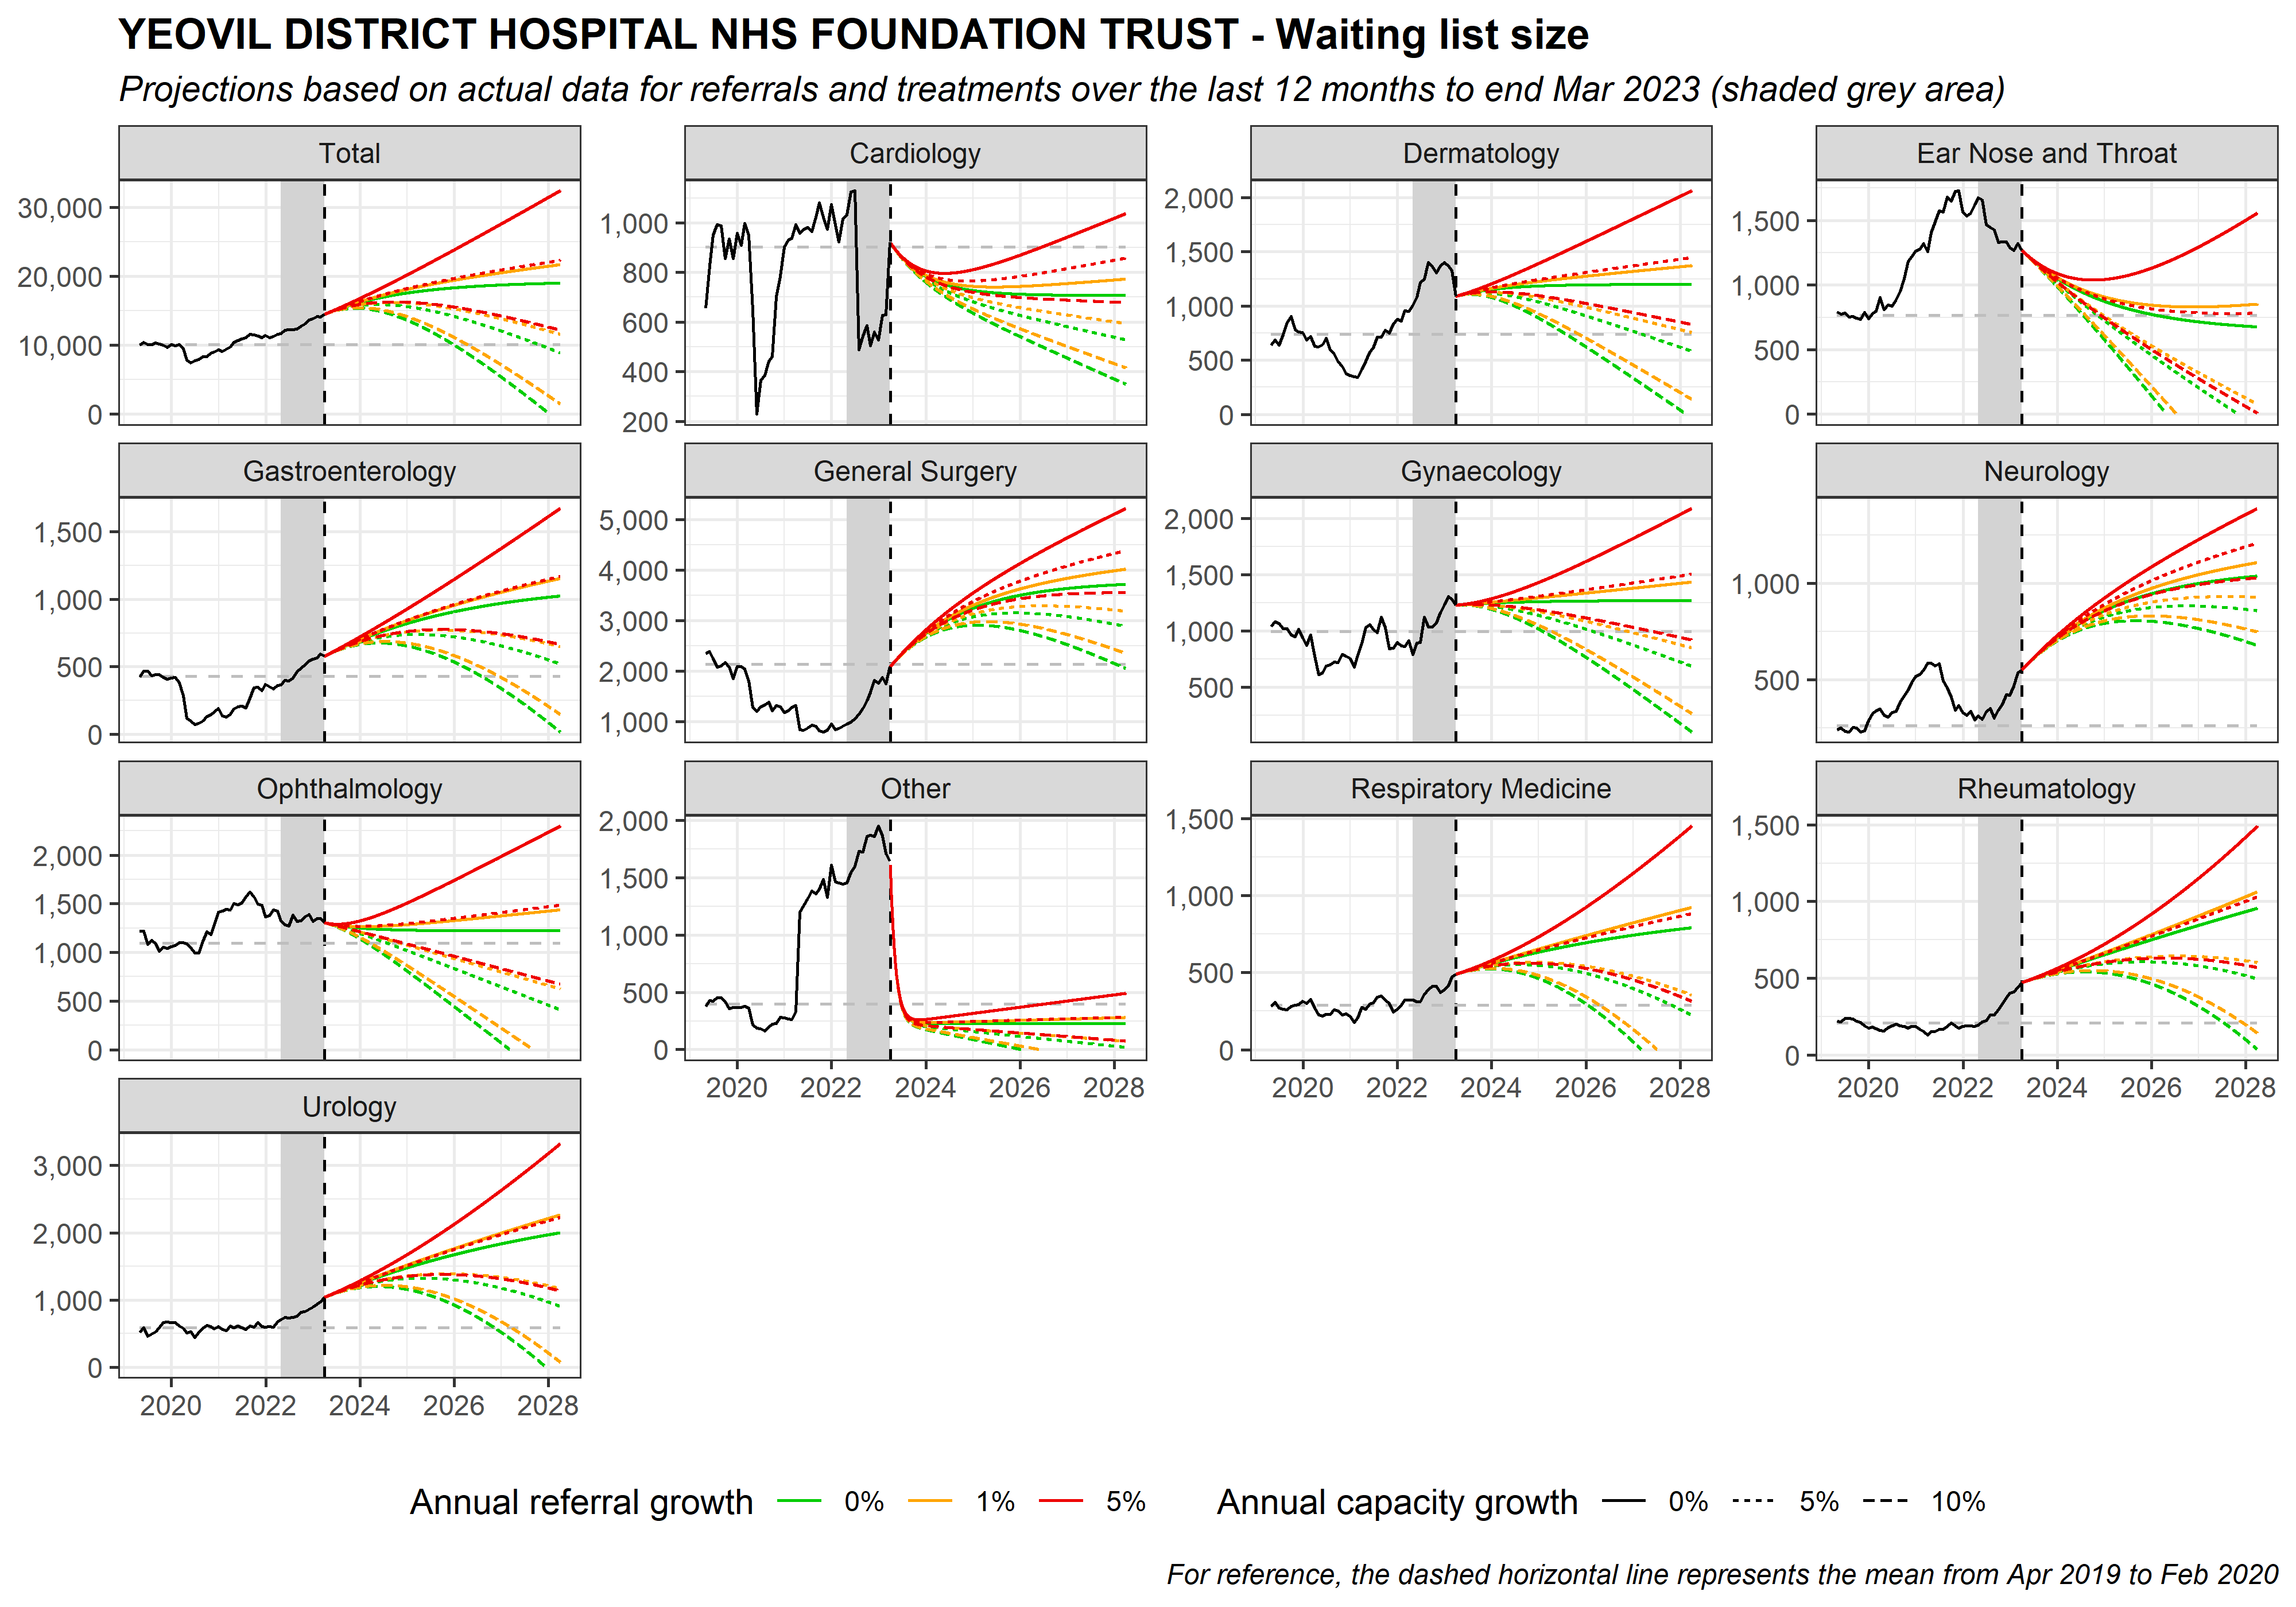 YEOVIL DISTRICT HOSPITAL NHS FOUNDATION TRUST - Waiting list size
Projections based on actual data for referrals and treatments over the last 12 months to end Mar 2023 (shaded grey area)
Total
30,000
20,000
10,000
0
Cardiology
1,000
800
600
400
200
Dermatology
2,000
1,500
1,000
500
0
Ear Nose and Throat
1,500
1,000
500
0
Gastroenterology
1,500
1,000
500
0
General Surgery
5,000
4,000
3,000
2,000
1,000
Gynaecology
2,000
1,500
1,000
500
Neurology
1,000
500
Ophthalmology
2,000
1,500
1,000
500
0
Other
2,000
1,500
1,000
500
0
2020 2022 2024 2026 2028
Respiratory Medicine
1,500
1,000
500
0
2020 2022 2024 2026 2028
Rheumatology
1,500
1,000
500
0
2020 2022 2024 2026 2028
Urology
3,000
2,000
1,000
0
2020 2022 2024 2026 2028
Annual referral growth 0% 1% 5% Annual capacity growth 0% 5% 10%
For reference, the dashed horizontal line represents the mean from Apr 2019 to Feb 2020